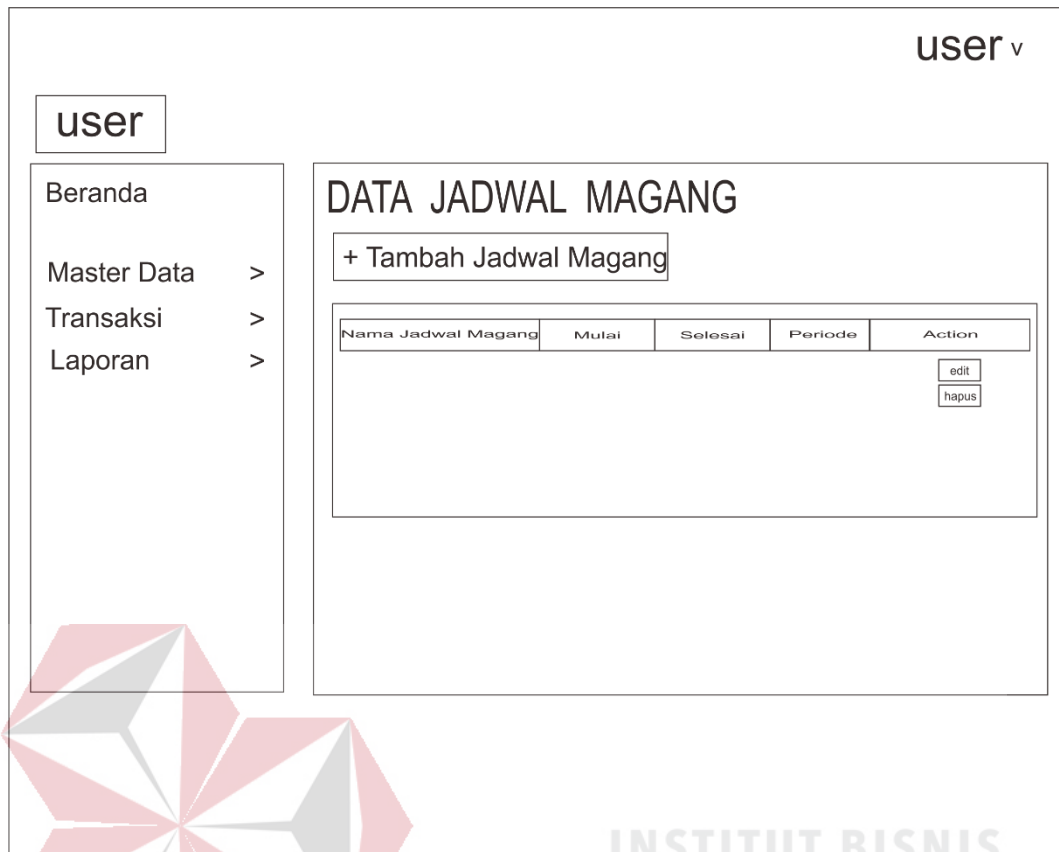 user v
user
Beranda
Master Data >
Transaksi >
Laporan >
DATA JADWAL MAGANG
+ Tambah Jadwal Magang
Nama Jadwal Magang Mulai Selesai Periode Action
edit
hapus
INSTITUT BISNIS